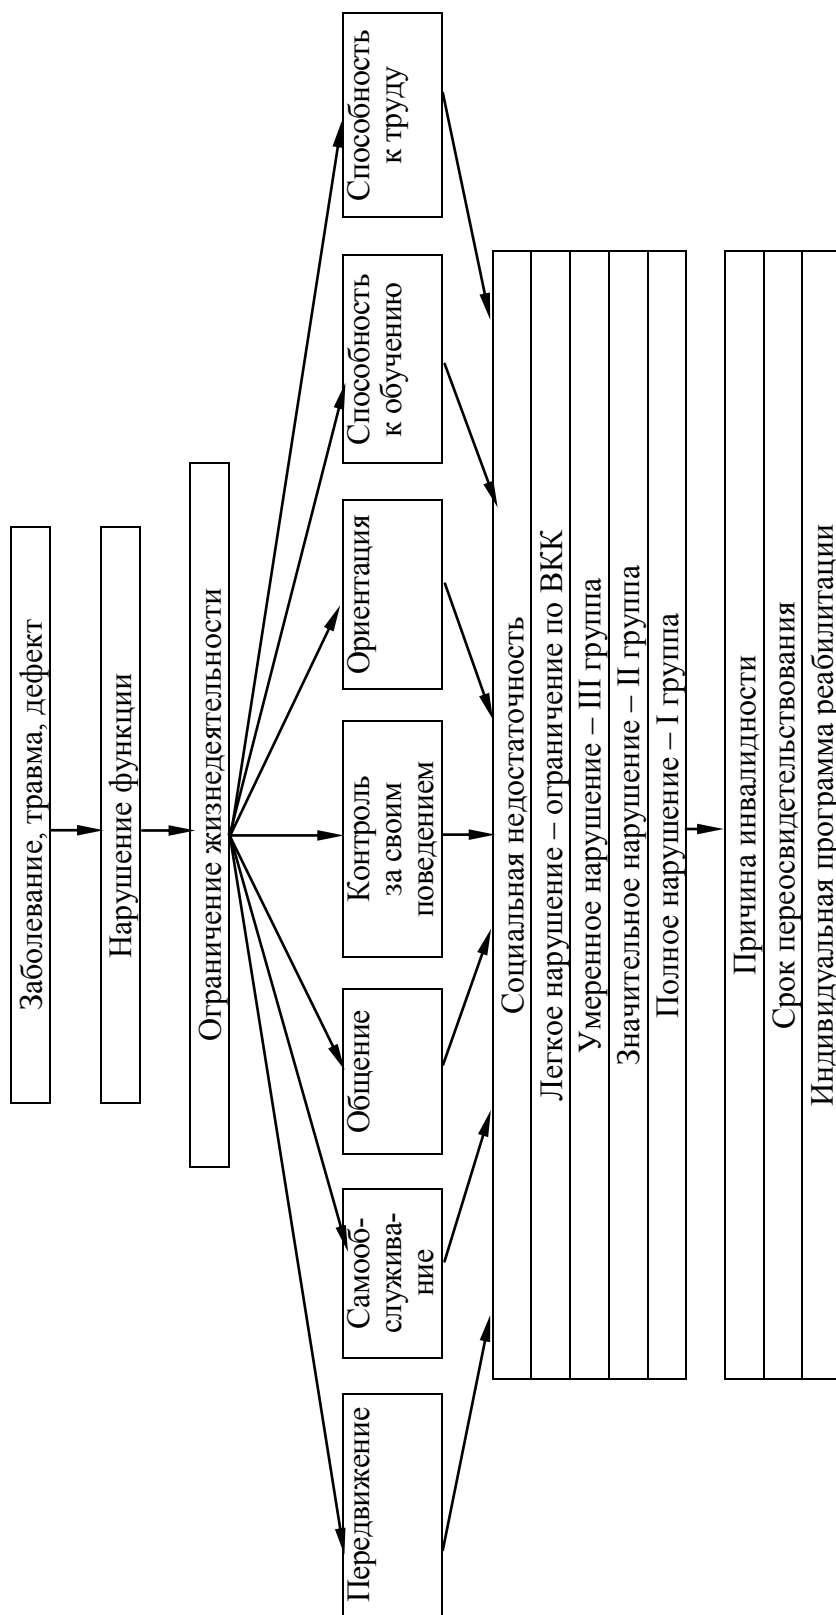 Заболевание, травма, дефект
Нарушение функции
Ограничение жизнедеятельности
Передвижение
Самооб-
служива-
ние
Общение
Контроль
за своим
поведением
Ориентация
Способность
к обучению
Способность
к труду
Социальная недостаточность
Легкое нарушение – ограничение по ВКК
Умеренное нарушение – III группа
Значительное нарушение – II группа
Полное нарушение – I группа
Причина инвалидности
Срок переосвидетельствования
Индивидуальная программа реабилитации